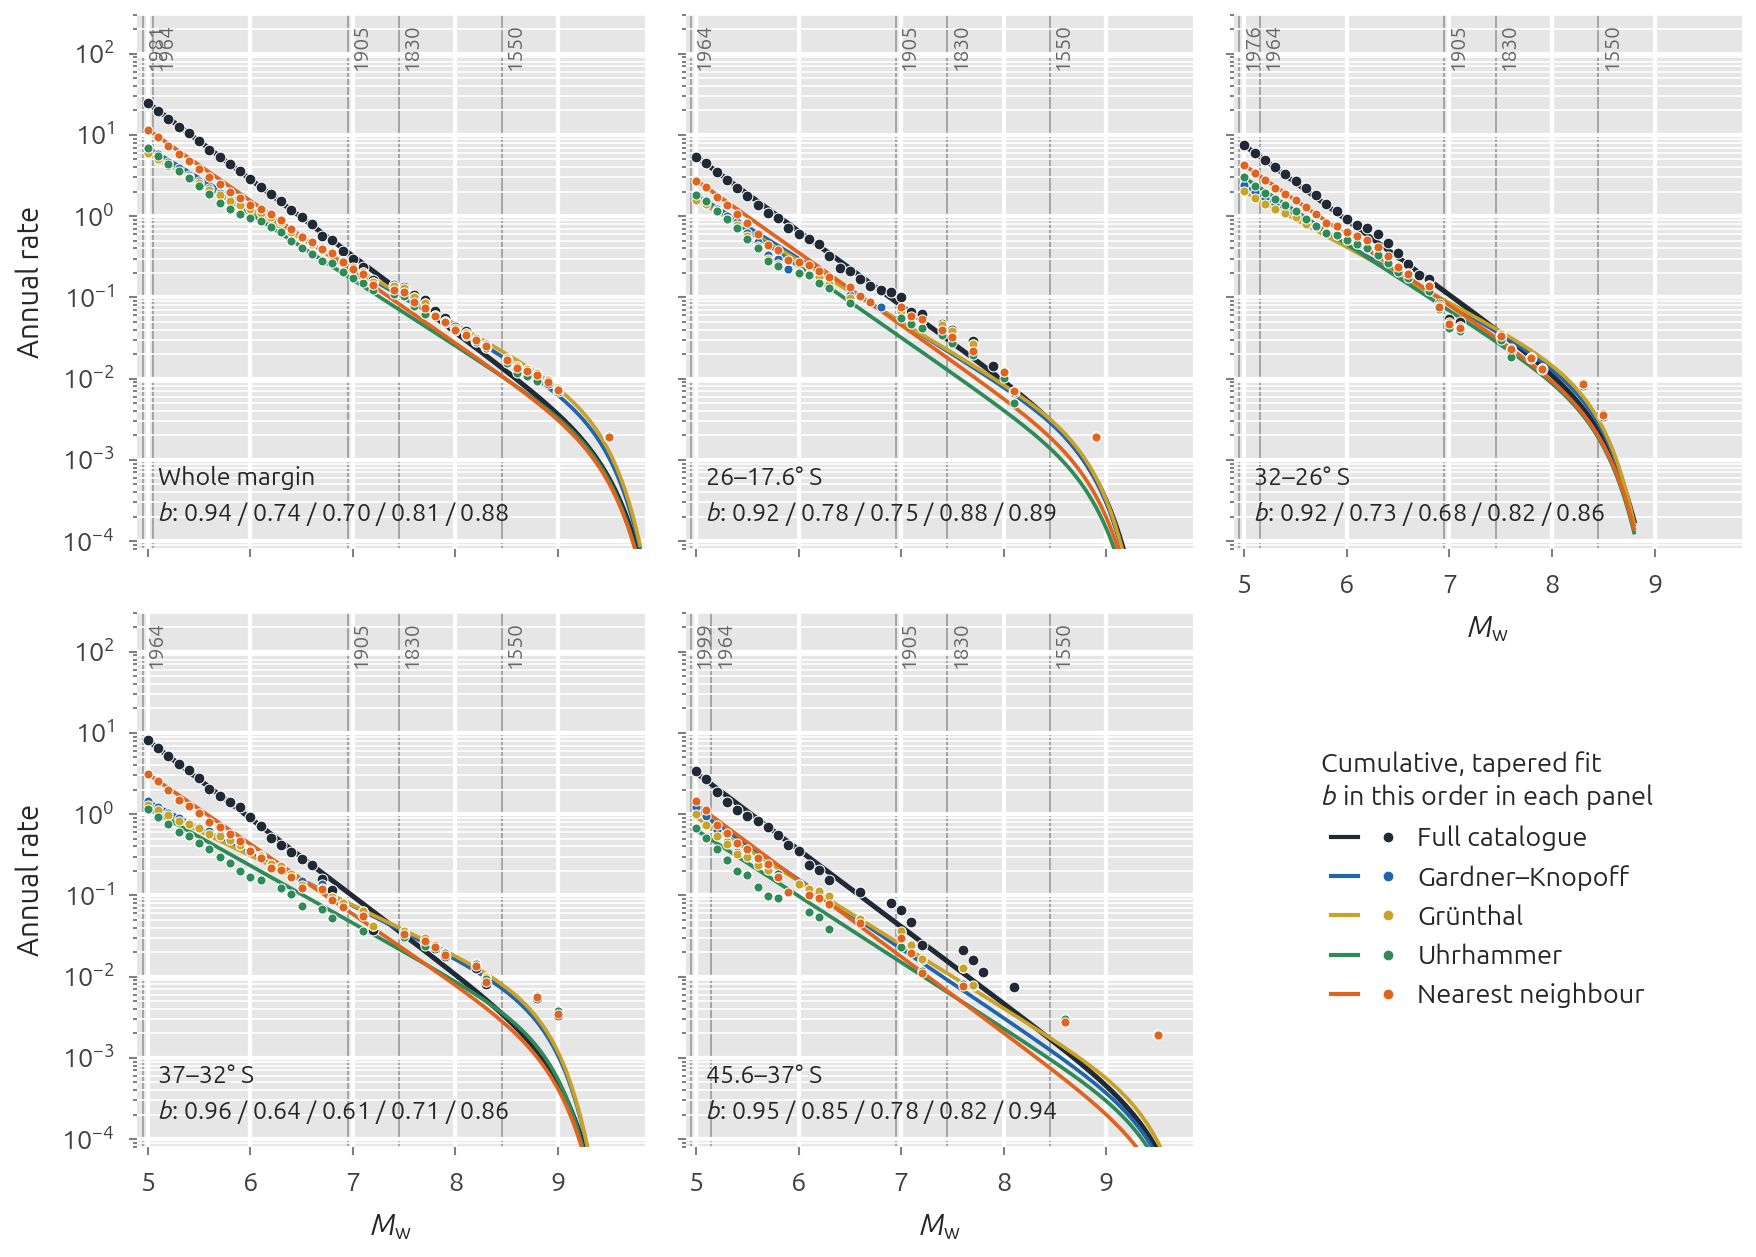 1981 1964 1905 1830 1550
1964 1905 1830 1550
1976 1964 1905 1830 1550
10² 10¹ 10⁰ 10⁻¹ 10⁻² 10⁻³ 10⁻⁴
Annual rate
Whole margin
b: 0.94 / 0.74 / 0.70 / 0.81 / 0.88
26–17.6° S
b: 0.92 / 0.78 / 0.75 / 0.88 / 0.89
32–26° S
b: 0.92 / 0.73 / 0.68 / 0.82 / 0.86
5 6 7 8 9
Mw
1964 1905 1830 1550
1999 1964 1905 1830 1550
10² 10¹ 10⁰ 10⁻¹ 10⁻² 10⁻³ 10⁻⁴
Annual rate
37–32° S
b: 0.96 / 0.64 / 0.61 / 0.71 / 0.86
45.6–37° S
b: 0.95 / 0.85 / 0.78 / 0.82 / 0.94
5 6 7 8 9
Mw
5 6 7 8 9
Mw
Cumulative, tapered fit
b in this order in each panel
Full catalogue
Gardner–Knopoff
Grünthal
Uhrhammer
Nearest neighbour